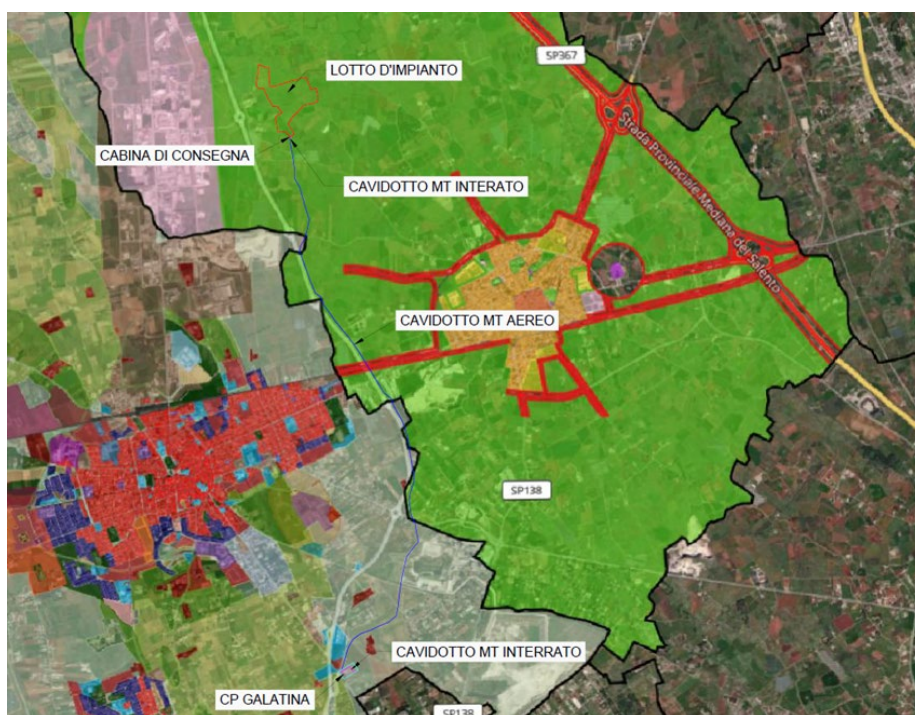 SP367
LOTTO D'IMPIANTO
Strada Provinciale Mediana del Salento
CABINA DI CONSEGNA
CAVIDOTTO MT INTERATO
CAVIDOTTO MT AEREO
SP138
CAVIDOTTO MT INTERRATO
CP GALATINA
SP138